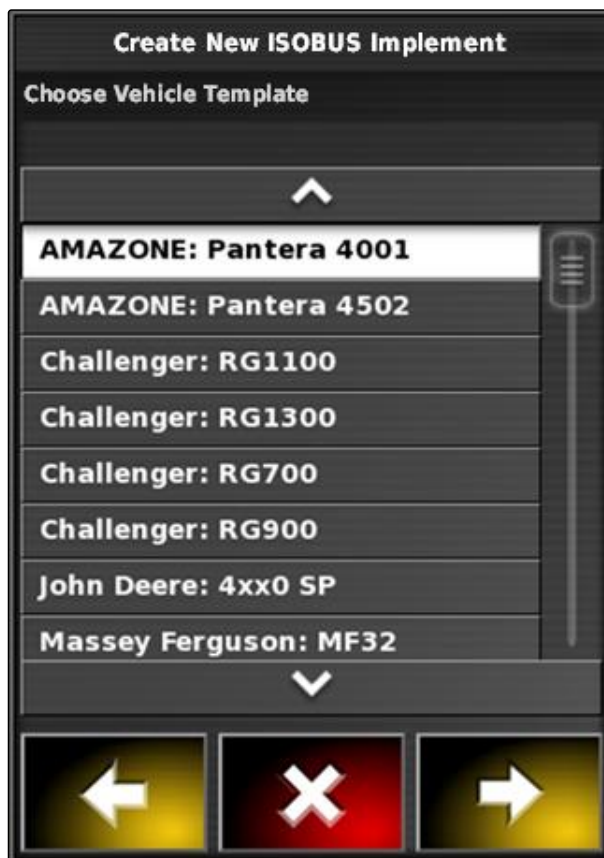 Create New ISOBUS Implement
Choose Vehicle Template
AMAZONE: Pantera 4001
AMAZONE: Pantera 4502
Challenger: RG1100
Challenger: RG1300
Challenger: RG700
Challenger: RG900
John Deere: 4xx0 SP
Massey Ferguson: MF32